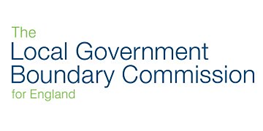 The
Local Government
Boundary Commission
for England